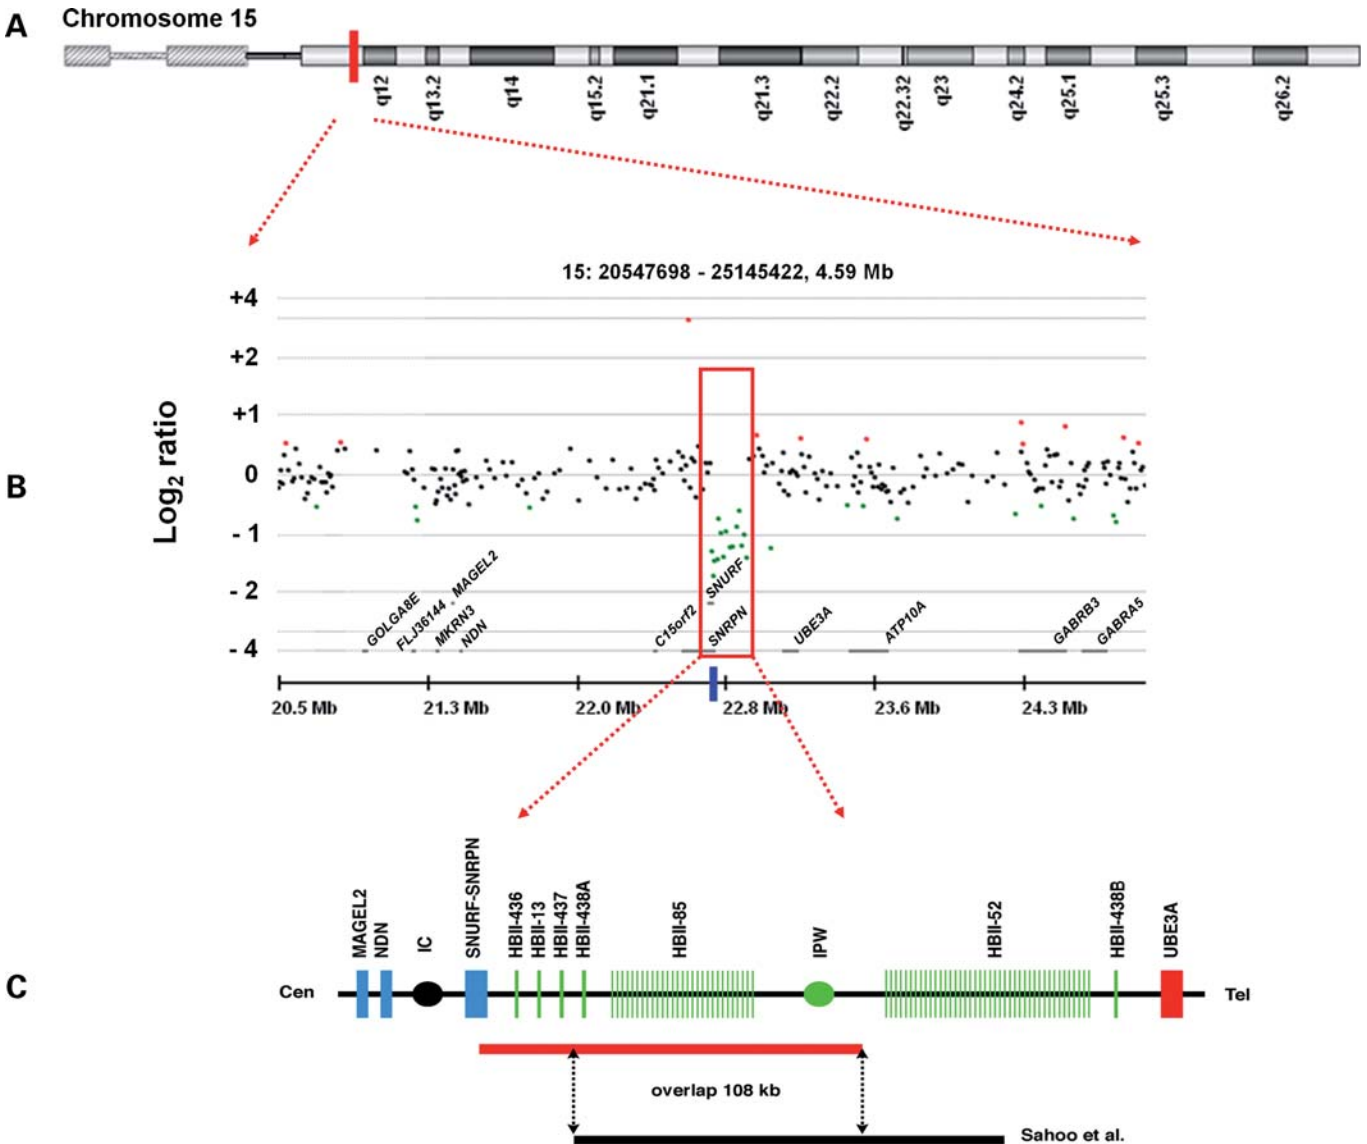 A
Chromosome 15
q12
q13.2
q14
q15.2
q21.1
q21.3
q22.2
q22.32
q23
q24.2
q25.1
q25.3
q26.2
15: 20547698 - 25145422, 4.59 Mb
B
Log2 ratio
+4
+2
+1
0
- 1
- 2
- 4
GOLGA8E
FLJ36144
MAGEL2
MKRN3
NDN
C15orf2
SNURF
SNRPN
UBE3A
ATP10A
GABRB3
GABRA5
20.5 Mb
21.3 Mb
22.0 Mb
22.8 Mb
23.6 Mb
24.3 Mb
C
MAGEL2
NDN
IC
SNURF-SNRPN
HBII-436
HBII-13
HBII-437
HBII-438A
HBII-85
IPW
HBII-52
HBII-438B
UBE3A
Cen
Tel
overlap 108 kb
Sahoo et al.